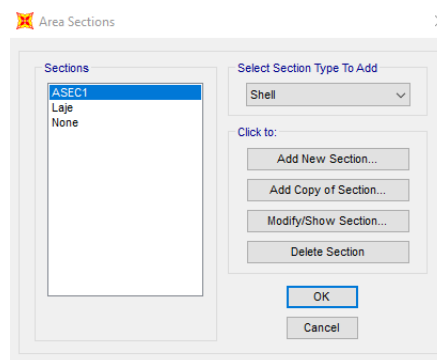 Area Sections
Sections
ASEC1
Laje
None
Select Section Type To Add
Shell
Click to:
Add New Section...
Add Copy of Section...
Modify/Show Section...
Delete Section
OK
Cancel